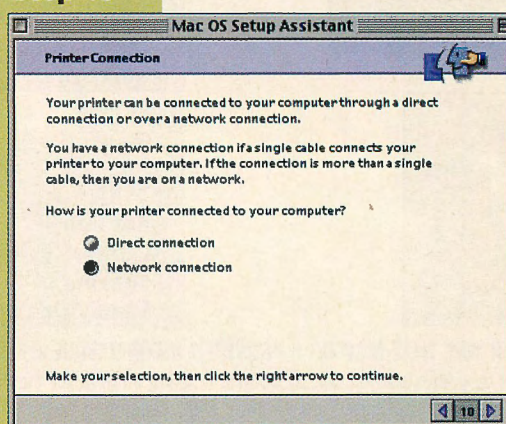 Mac OS Setup Assistant
Printer Connection
Your printer can be connected to your computer through a direct
connection or over a network connection.
You have a network connection if a single cable connects your
printer to your computer. If the connection is more than a single
cable, then you are on a network.
How is your printer connected to your computer?
Direct connection
Network connection
Make your selection, then click the right arrow to continue.
10